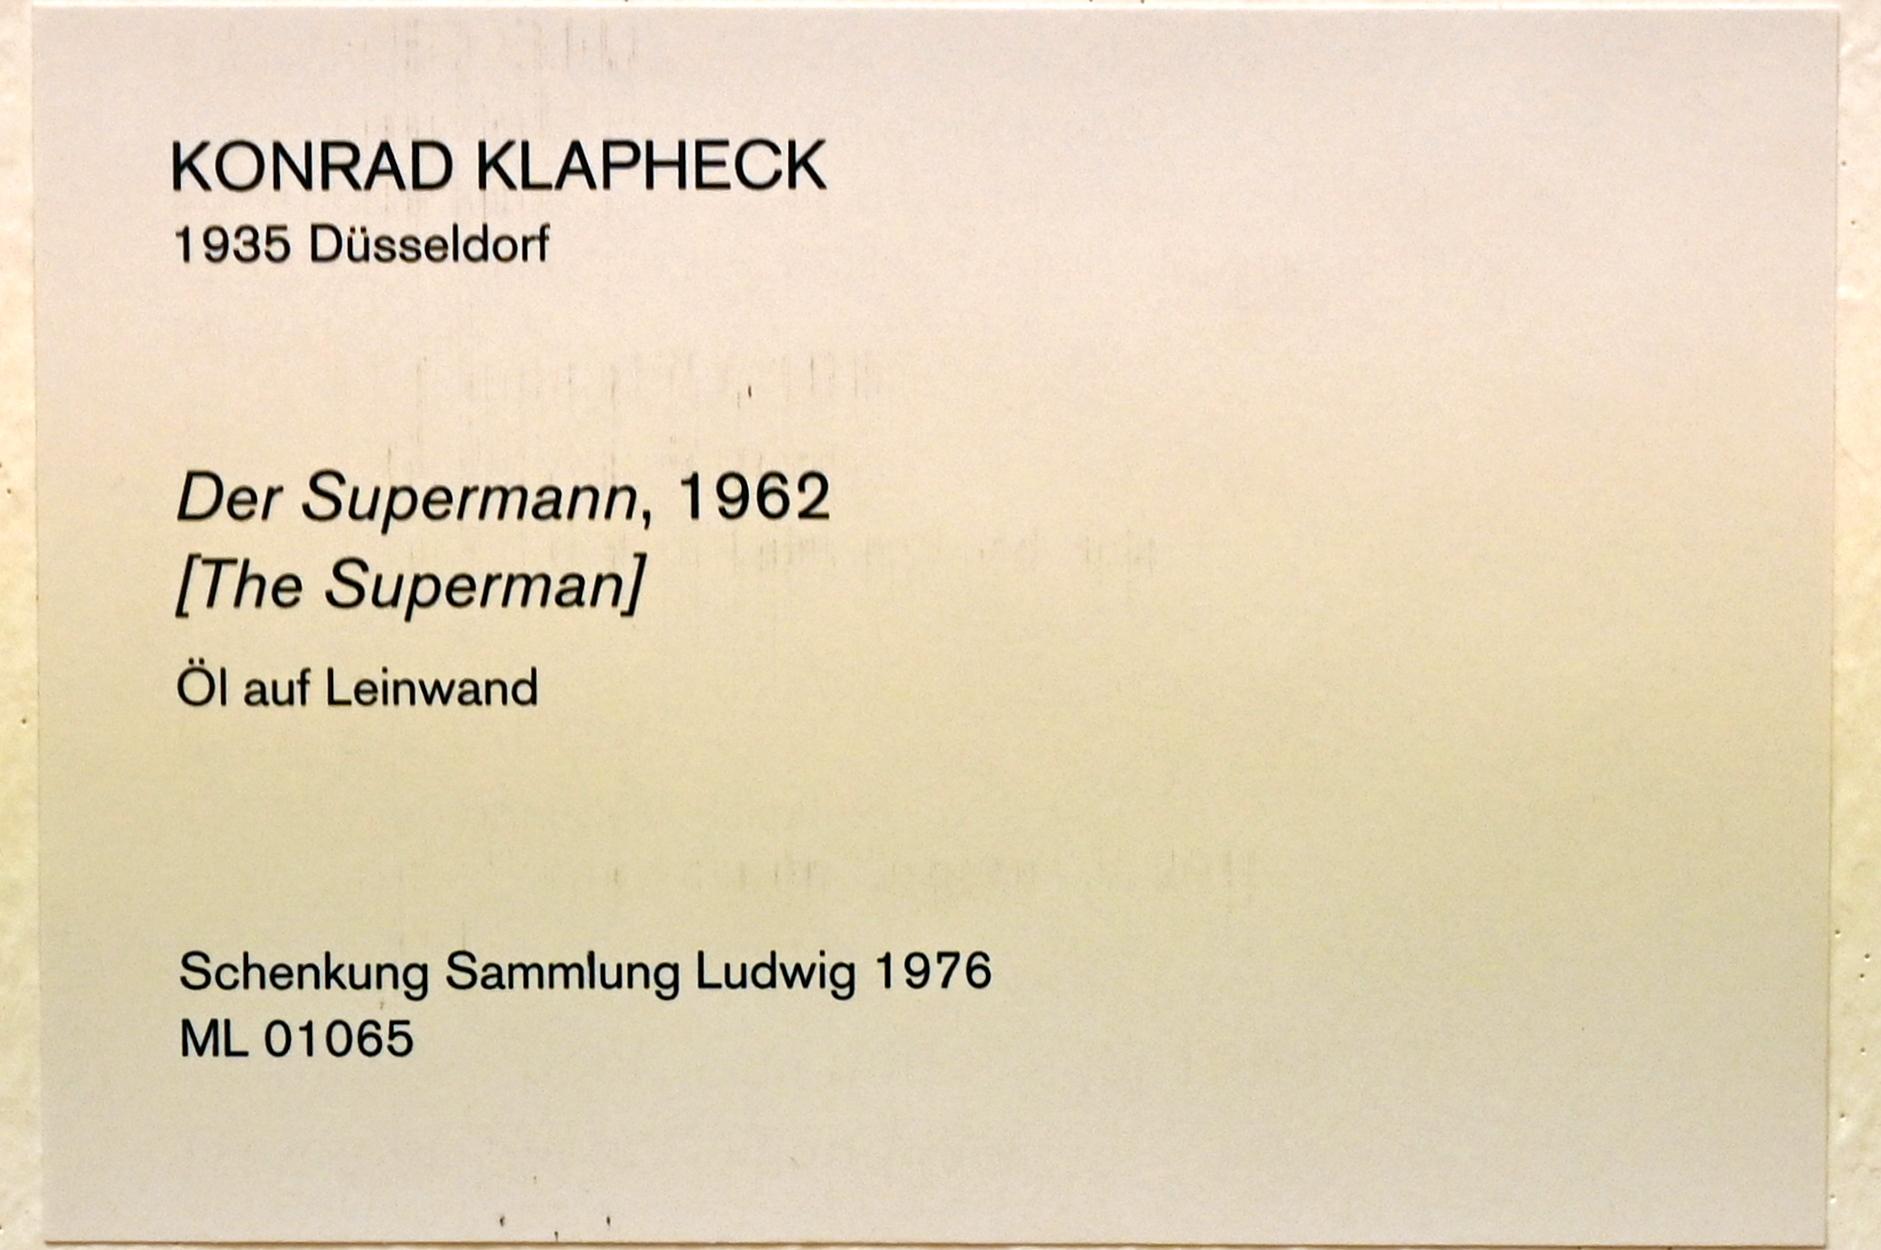 KONRAD KLAPHECK
1935 Düsseldorf
Der Supermann, 1962
[The Superman]
Öl auf Leinwand
Schenkung Sammlung Ludwig 1976
ML 01065